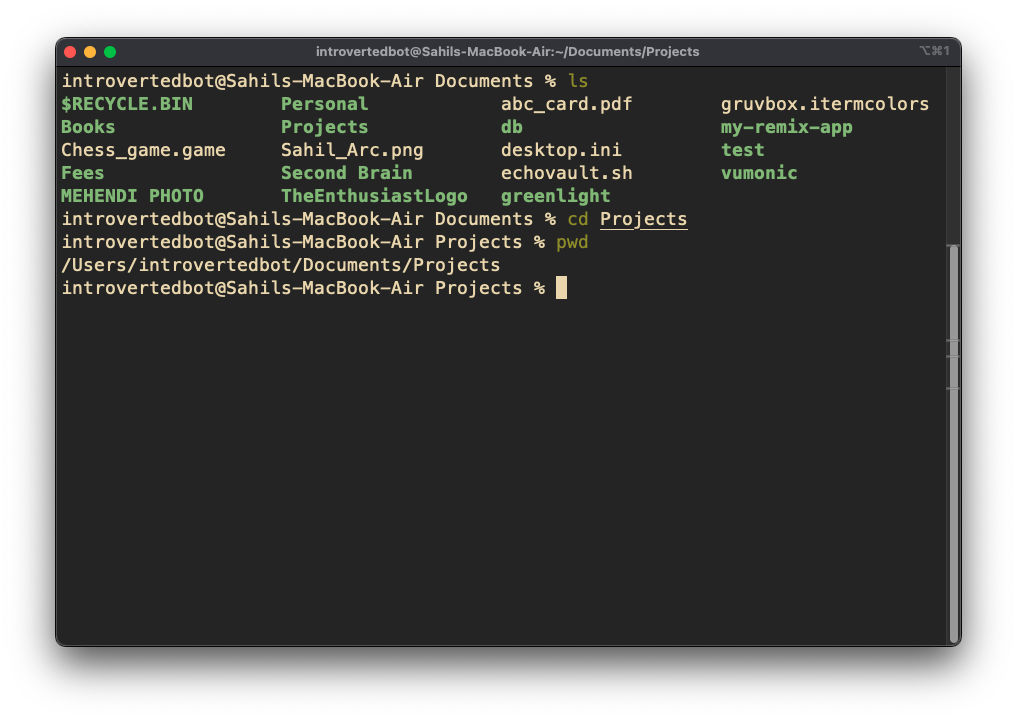 introvertedbot@Sahils-MacBook-Air:~/Documents/Projects ⌥⌘1
introvertedbot@Sahils-MacBook-Air Documents % ls
$RECYCLE.BIN Personal abc_card.pdf gruvbox.itermcolors
Books Projects db my-remix-app
Chess_game.game Sahil_Arc.png desktop.ini test
Fees Second Brain echovault.sh vumonic
MEHENDI PHOTO TheEnthusiastLogo greenlight
introvertedbot@Sahils-MacBook-Air Documents % cd Projects
introvertedbot@Sahils-MacBook-Air Projects % pwd
/Users/introvertedbot/Documents/Projects
introvertedbot@Sahils-MacBook-Air Projects %